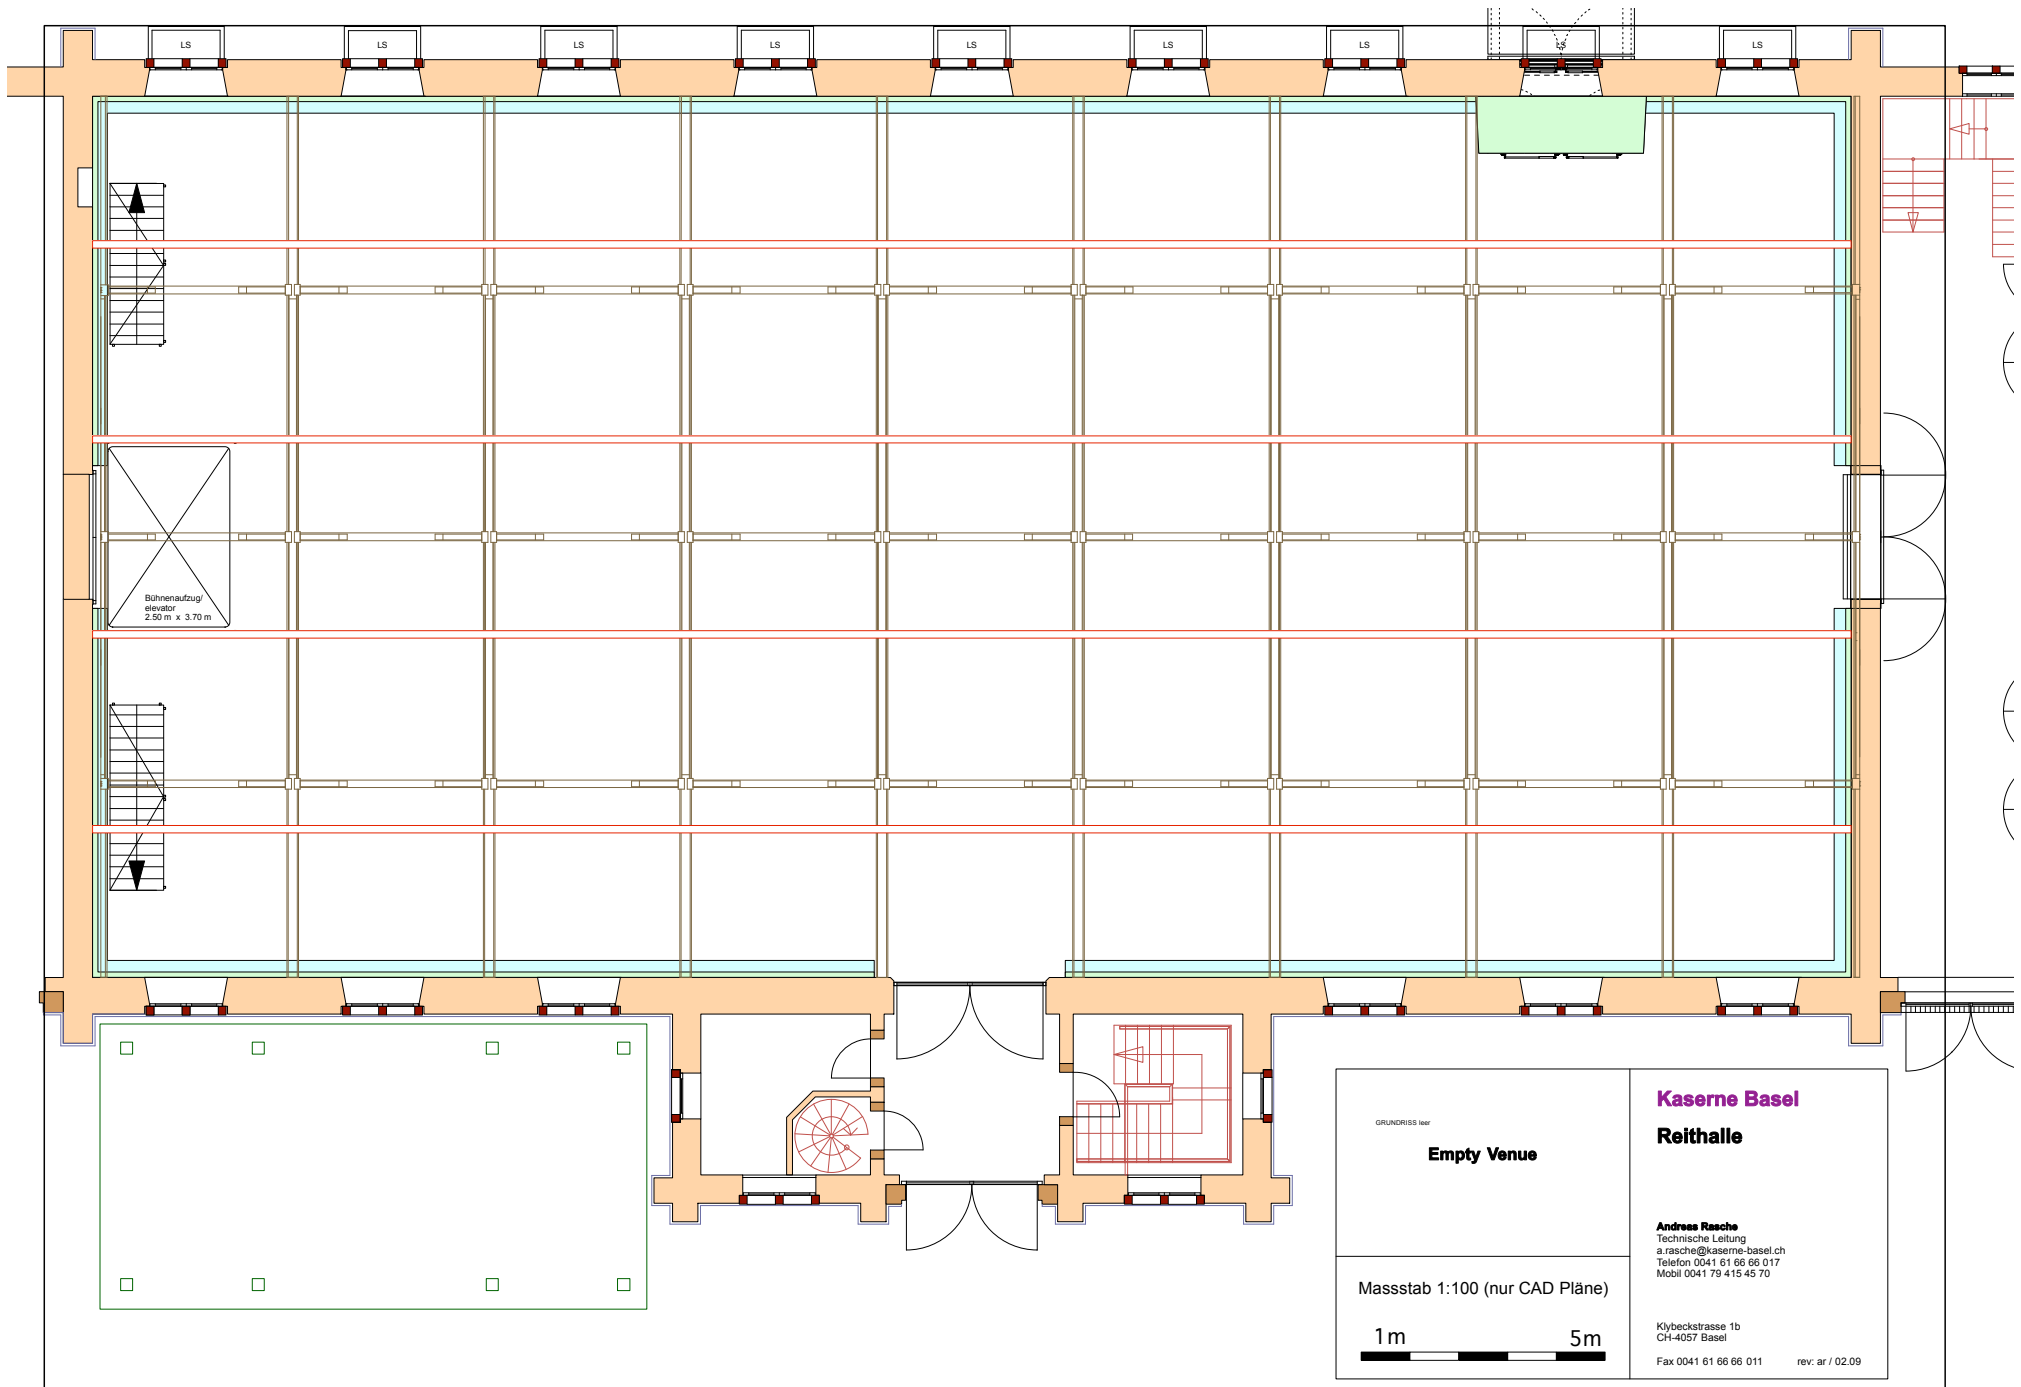 LS
LS
LS
LS
LS
LS
LS
LS
LS
Bühnenaufzug/
elevator
2.50 m x 3.70 m
GRUNDRISS leer
Empty Venue
Massstab 1:100 (nur CAD Pläne)
1m 5m
Kaserne Basel
Reithalle
Andreas Rasche
Technische Leitung
a.rasche@kaserne-basel.ch
Telefon 0041 61 66 66 017
Mobil 0041 79 415 45 70
Klybeckstrasse 1b
CH-4057 Basel
Fax 0041 61 66 66 011 rev: ar / 02.09